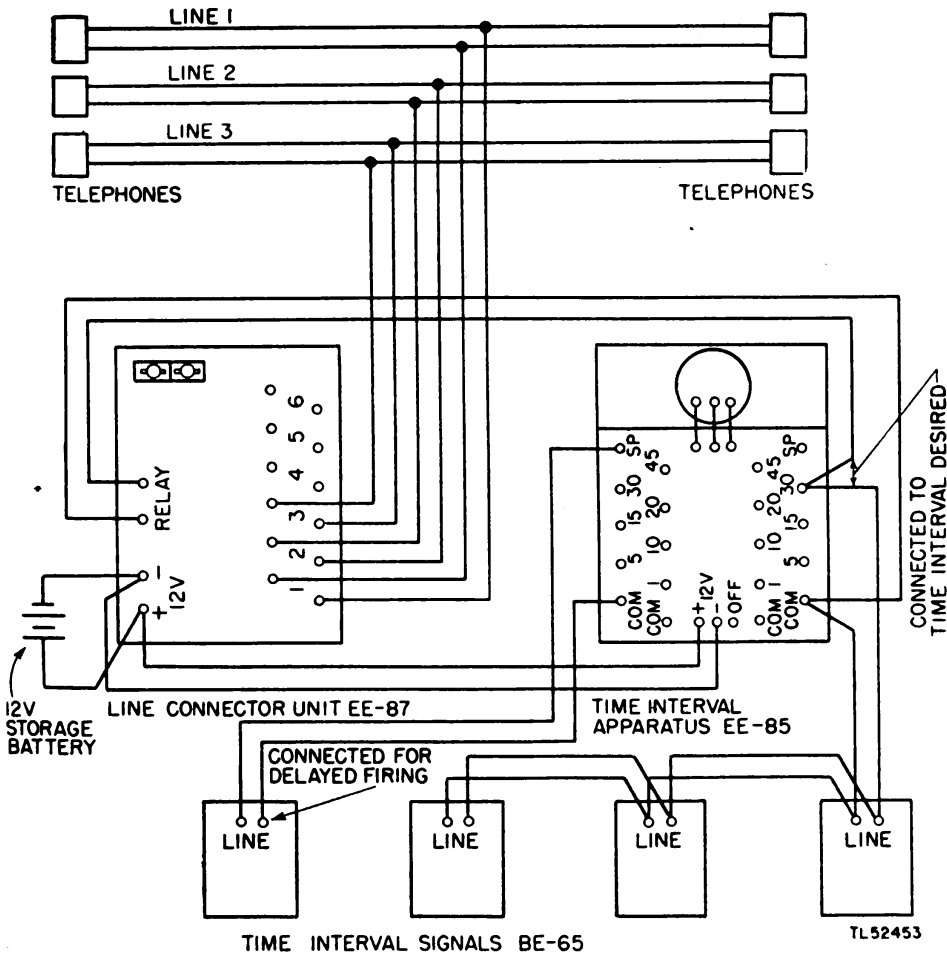 LINE 1
LINE 2
LINE 3
TELEPHONES
TELEPHONES
6
5
4
3
2
1
RELAY
-
12V
+
12V
STORAGE
BATTERY
LINE CONNECTOR UNIT EE-87
SP
45
30
20
15
10
5
1
COM
COM
+
12V
-
OFF
45
SP
30
20
15
10
5
1
COM
COM
CONNECTED TO
TIME INTERVAL DESIRED
TIME INTERVAL
APPARATUS EE-85
CONNECTED FOR
DELAYED FIRING
LINE
LINE
LINE
LINE
TIME INTERVAL SIGNALS BE-65
TL52453